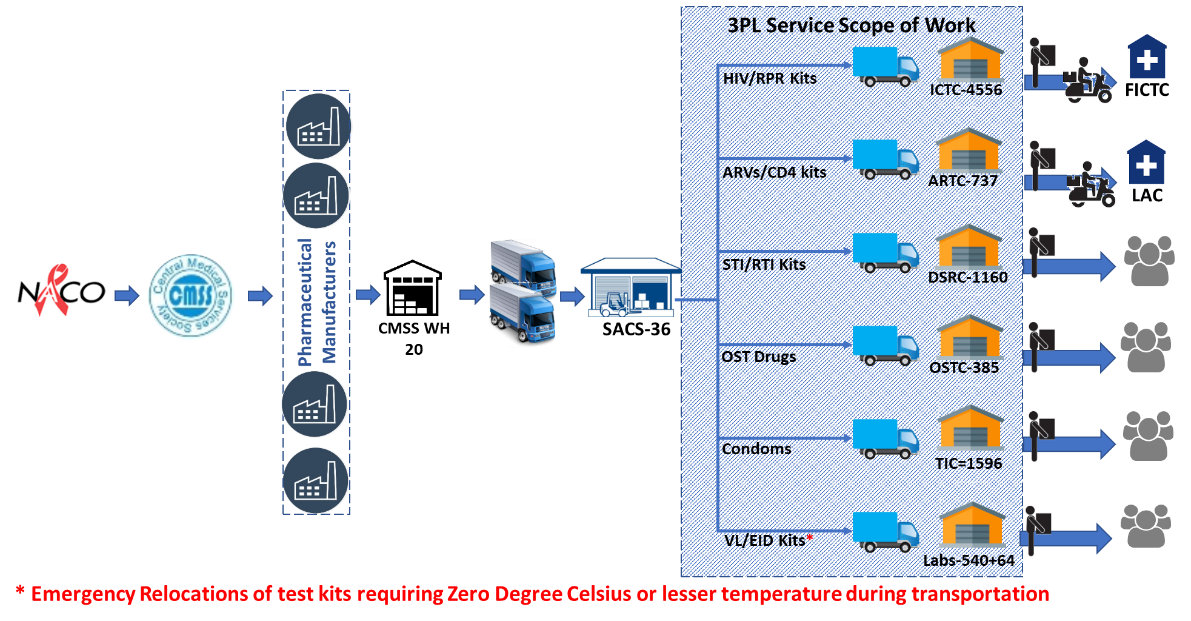 3PL Service Scope of Work
HIV/RPR Kits
ICTC-4556
FICTC
ARVs/CD4 kits
ARTC-737
LAC
STI/RTI Kits
DSRC-1160
OST Drugs
OSTC-385
Condoms
TIC=1596
VL/EID Kits*
Labs-540+64
NACO
Central Medical Services Society
CMSS
Pharmaceutical
Manufacturers
CMSS WH
20
SACS-36
* Emergency Relocations of test kits requiring Zero Degree Celsius or lesser temperature during transportation